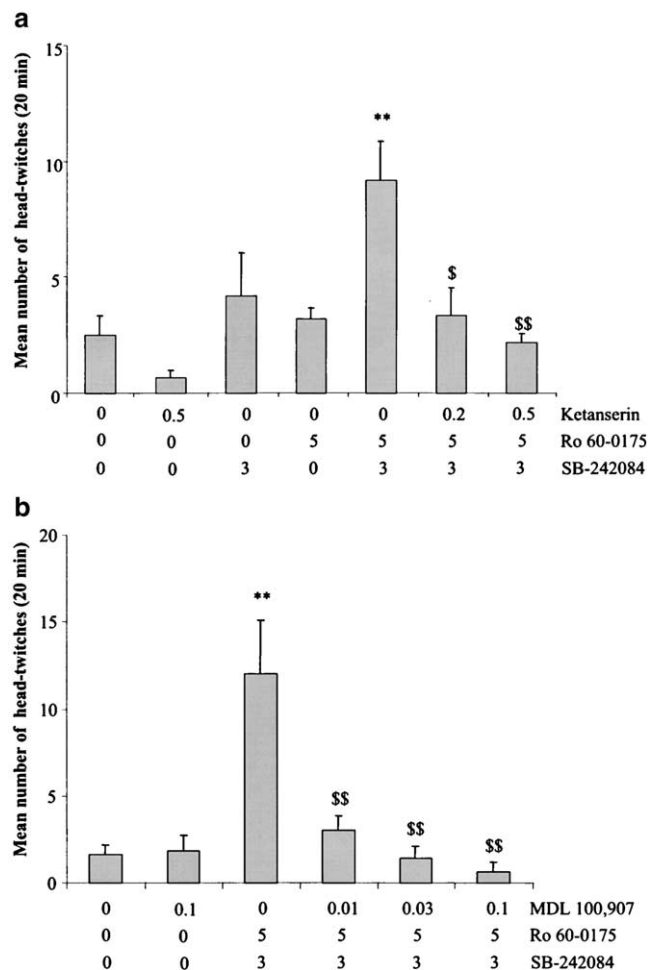 a
Mean number of head-twitches (20 min)
15
10
5
0
**
$
$$
0 0.5 0 0 0 0.2 0.5 Ketanserin
0 0 0 5 5 5 5 Ro 60-0175
0 0 3 0 3 3 3 SB-242084
b
Mean number of head-twitches (20 min)
20
15
10
5
0
**
$$
$$
$$
0 0.1 0 0.01 0.03 0.1 MDL 100,907
0 0 5 5 5 5 Ro 60-0175
0 0 3 3 3 3 SB-242084